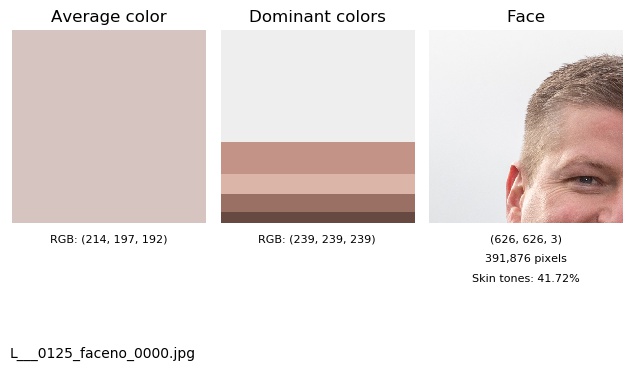 Average color
Dominant colors
Face
RGB: (214, 197, 192)
RGB: (239, 239, 239)
(626, 626, 3)
391,876 pixels
Skin tones: 41.72%
L___0125_faceno_0000.jpg